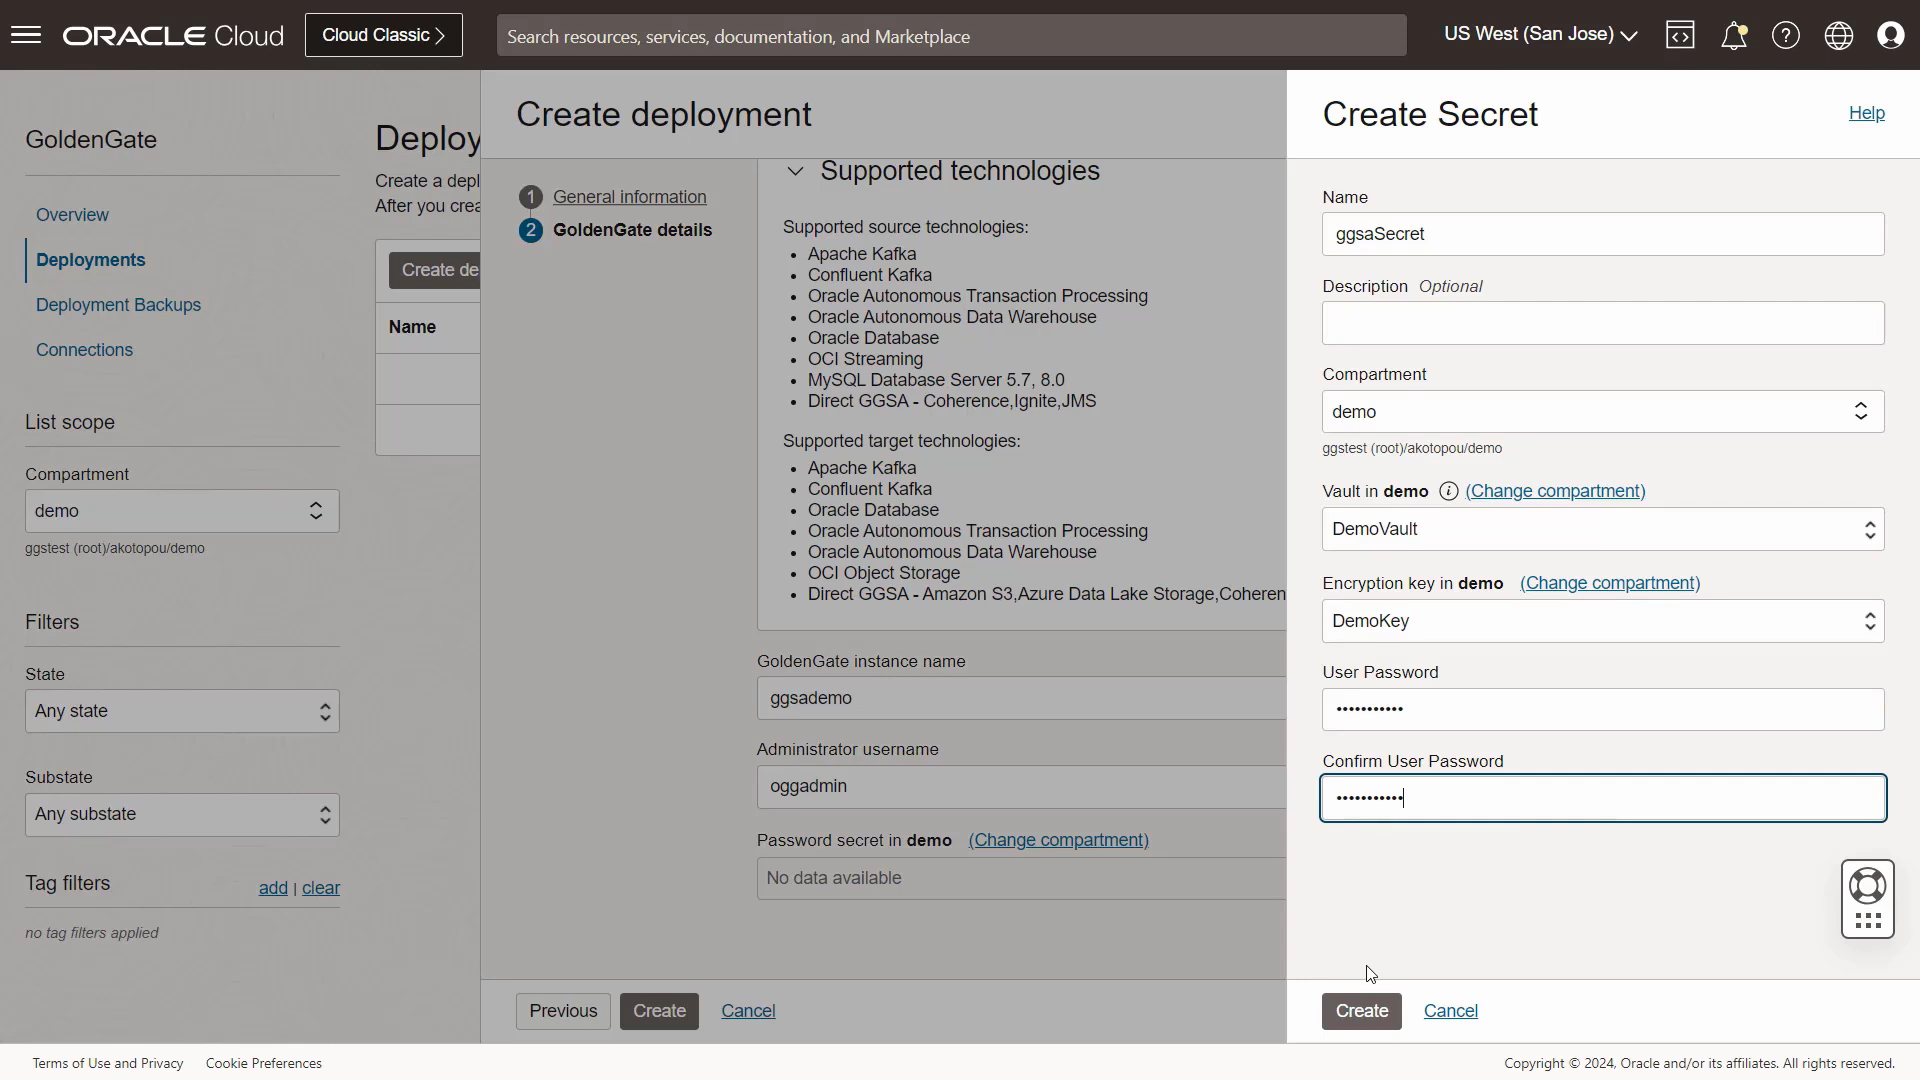 ORACLE Cloud
Cloud Classic
Search resources, services, documentation, and Marketplace
US West (San Jose)
GoldenGate
Overview
Deployments
Deployment Backups
Connections
List scope
Compartment
demo
ggstest (root)/akotopou/demo
Filters
State
Any state
Substate
Any substate
Tag filters
add | clear
no tag filters applied
Deploy
Create a depl
After you crea
Create de
Name
Create deployment
1 General information
2 GoldenGate details
Supported technologies
Supported source technologies:
• Apache Kafka
• Confluent Kafka
• Oracle Autonomous Transaction Processing
• Oracle Autonomous Data Warehouse
• Oracle Database
• OCI Streaming
• MySQL Database Server 5.7, 8.0
• Direct GGSA - Coherence,Ignite,JMS
Supported target technologies:
• Apache Kafka
• Confluent Kafka
• Oracle Database
• Oracle Autonomous Transaction Processing
• Oracle Autonomous Data Warehouse
• OCI Object Storage
• Direct GGSA - Amazon S3,Azure Data Lake Storage,Coheren
GoldenGate instance name
ggsademo
Administrator username
oggadmin
Password secret in demo (Change compartment)
No data available
Previous
Create
Cancel
Create Secret
Help
Name
ggsaSecret
Description Optional
Compartment
demo
ggstest (root)/akotopou/demo
Vault in demo (Change compartment)
DemoVault
Encryption key in demo (Change compartment)
DemoKey
User Password
•••••••••••
Confirm User Password
•••••••••••
Create
Cancel
Terms of Use and Privacy
Cookie Preferences
Copyright © 2024, Oracle and/or its affiliates. All rights reserved.